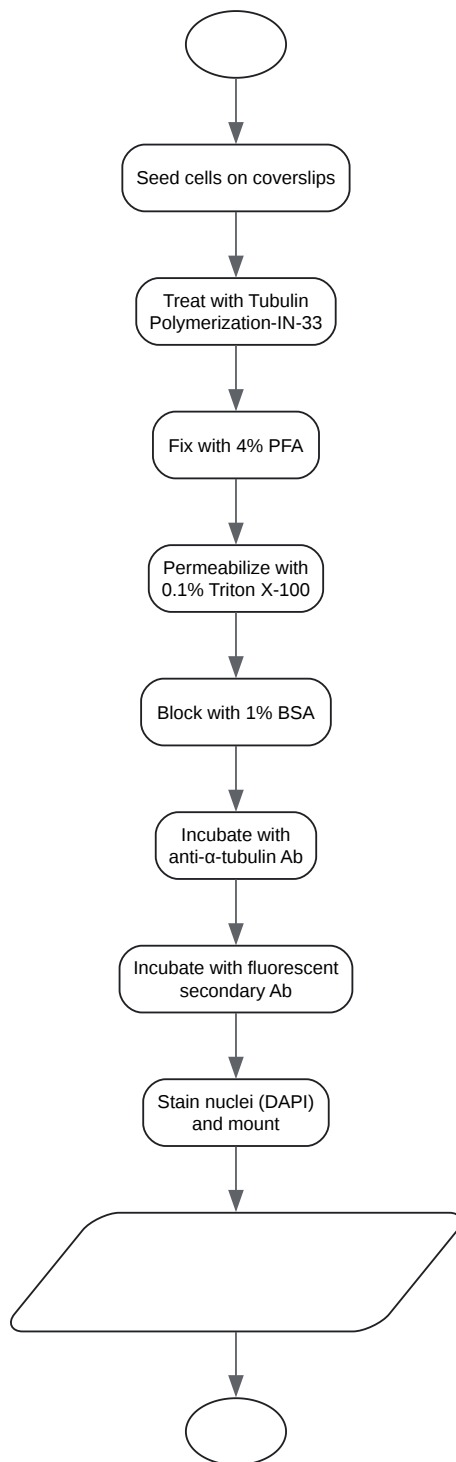 Seed cells on coverslips
Treat with Tubulin
Polymerization-IN-33
Fix with 4% PFA
Permeabilize with
0.1% Triton X-100
Block with 1% BSA
Incubate with
anti-α-tubulin Ab
Incubate with fluorescent
secondary Ab
Stain nuclei (DAPI)
and mount